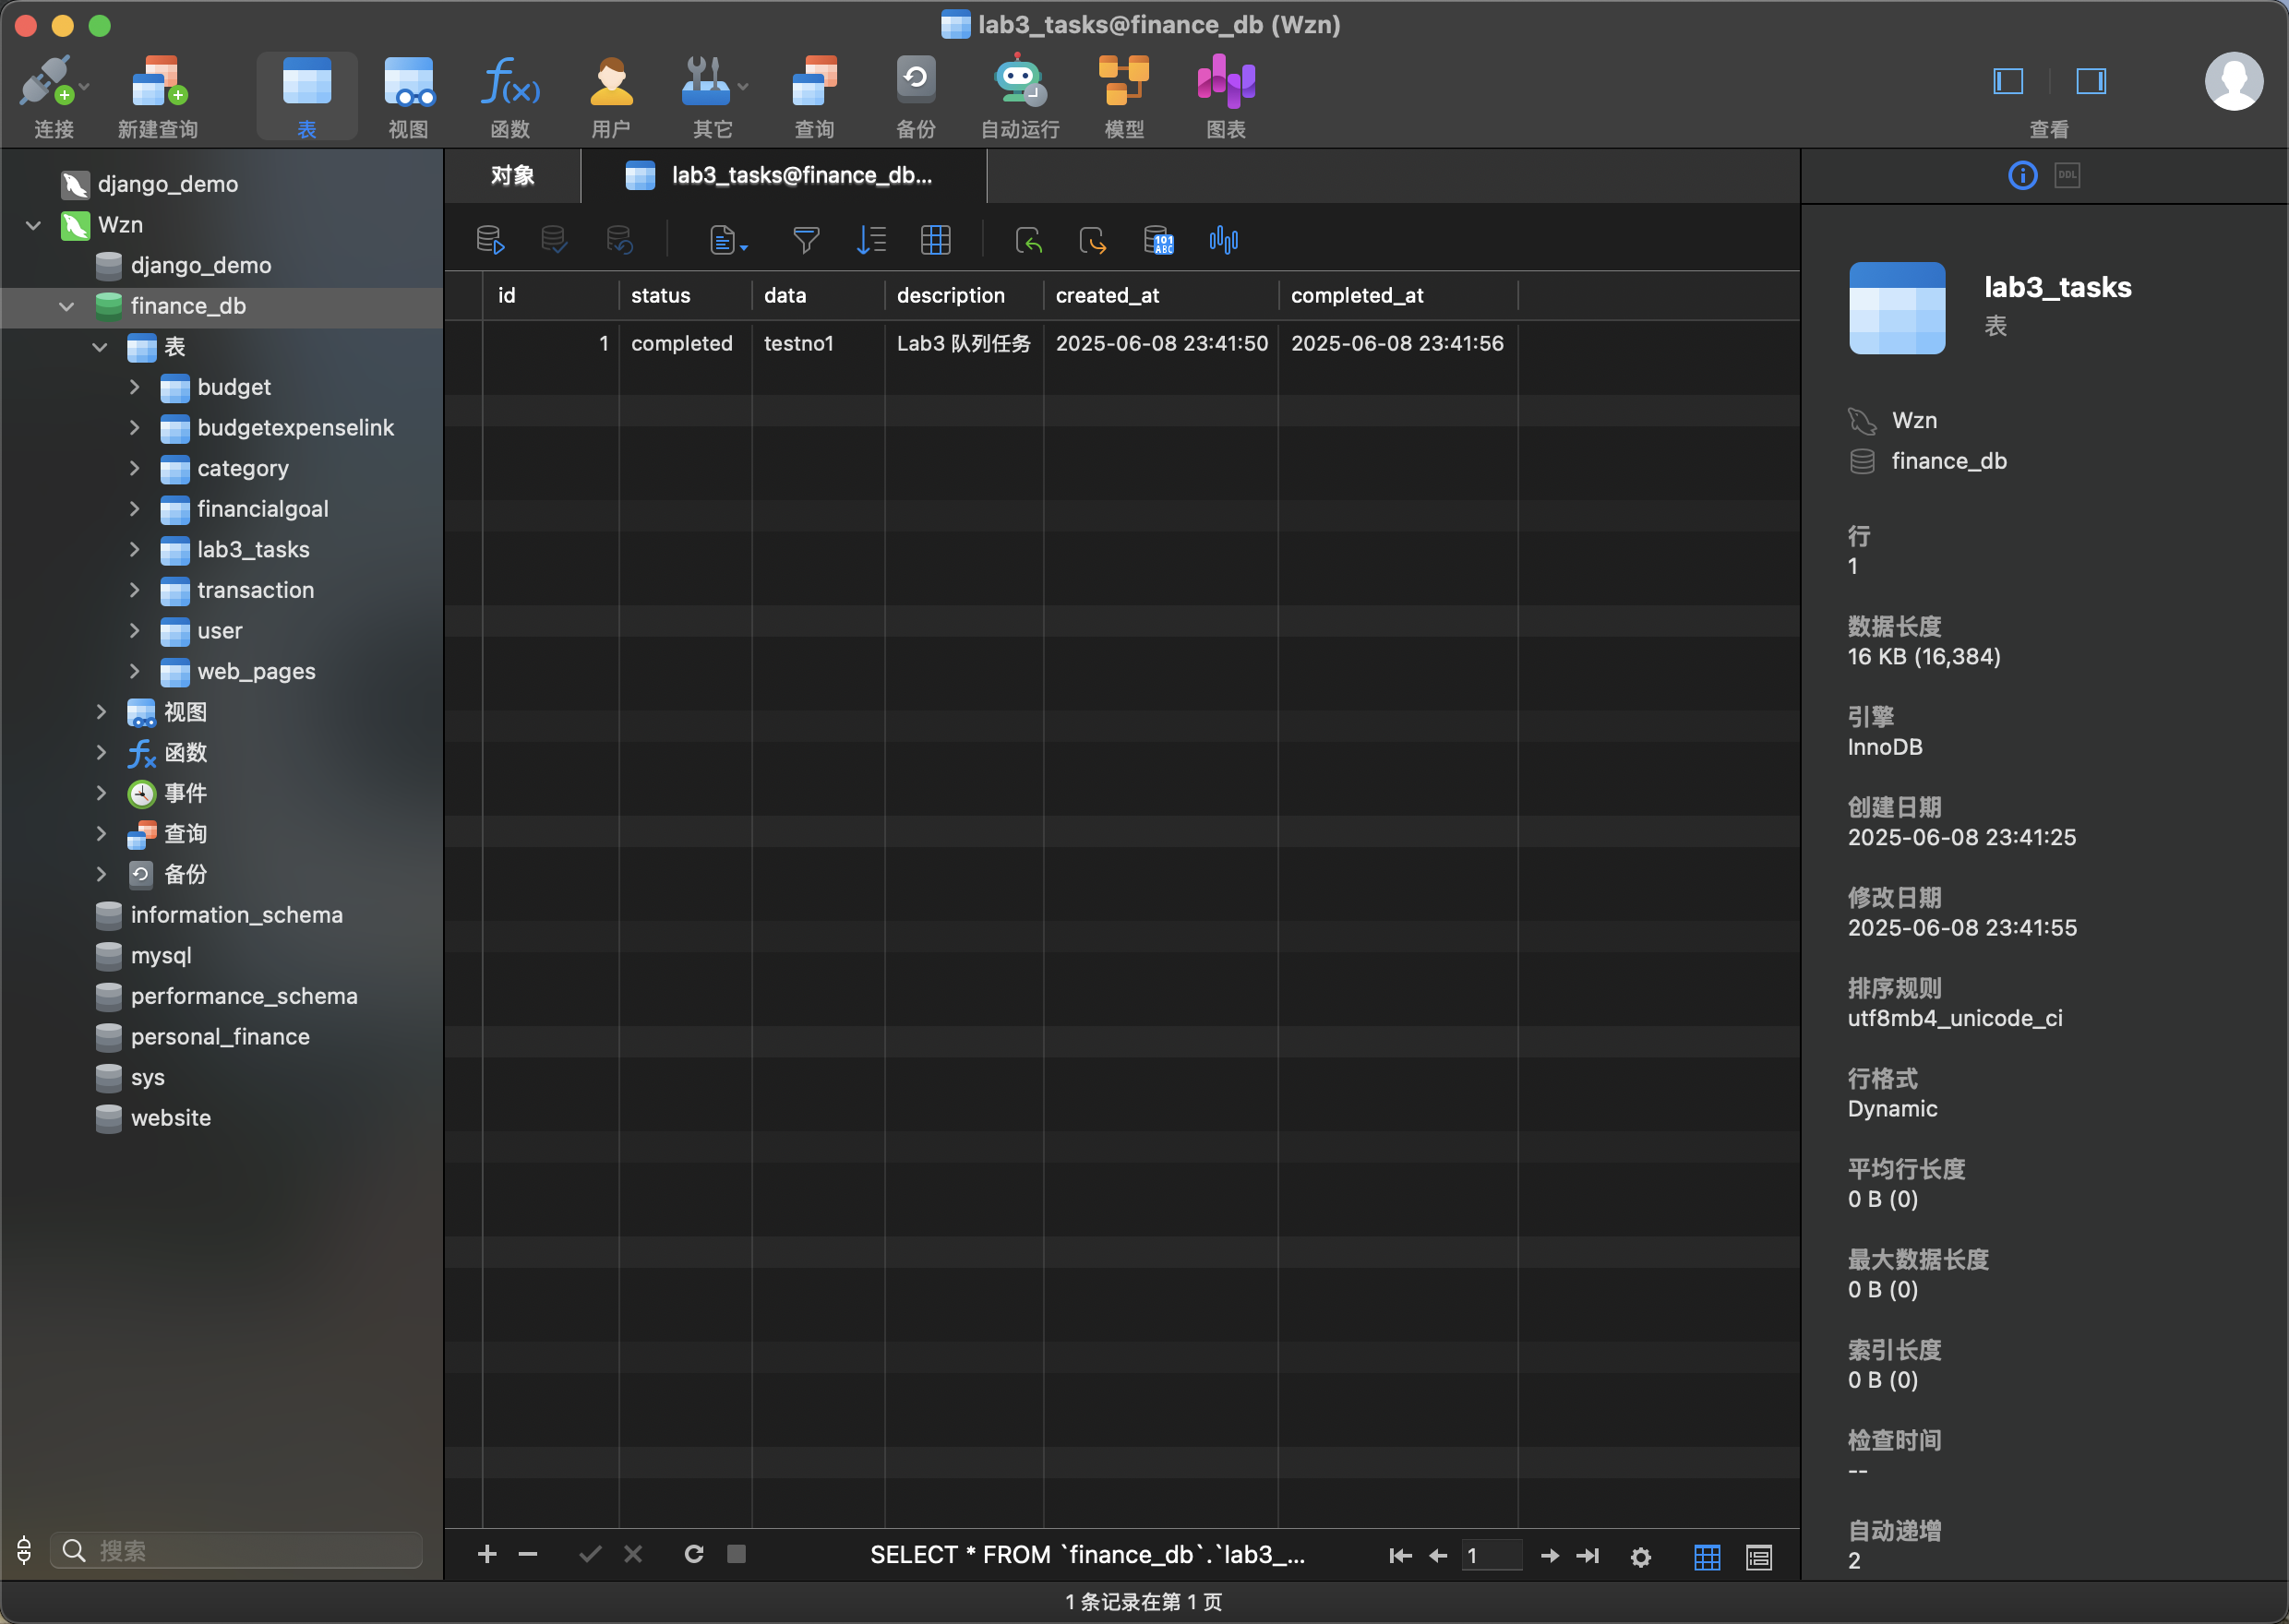 lab3_tasks@finance_db (Wzn)
连接
新建查询
表
视图
函数
用户
其它
查询
备份
自动运行
模型
图表
查看
django_demo
Wzn
django_demo
finance_db
表
budget
budgetexpenselink
category
financialgoal
lab3_tasks
transaction
user
web_pages
视图
函数
事件
查询
备份
information_schema
mysql
performance_schema
personal_finance
sys
website
搜索
对象
lab3_tasks@finance_db...
101
ABC
id status data description created_at completed_at
1 completed testno1 Lab3 队列任务 2025-06-08 23:41:50 2025-06-08 23:41:56
SELECT * FROM `finance_db`.`lab3_...
1
DDL
lab3_tasks
表
Wzn
finance_db
行
1
数据长度
16 KB (16,384)
引擎
InnoDB
创建日期
2025-06-08 23:41:25
修改日期
2025-06-08 23:41:55
排序规则
utf8mb4_unicode_ci
行格式
Dynamic
平均行长度
0 B (0)
最大数据长度
0 B (0)
索引长度
0 B (0)
检查时间
--
自动递增
2
1 条记录在第 1 页